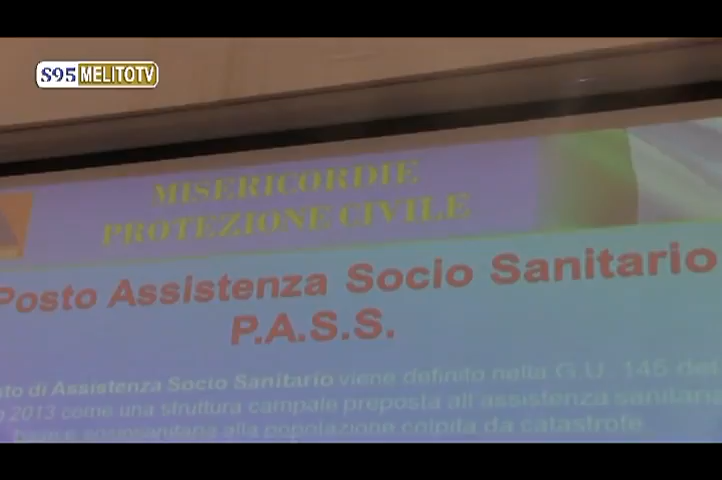 S95 MELITOTV
MISERICORDIE
PROTEZIONE CIVILE
Posto Assistenza Socio Sanitario
P.A.S.S.
di Assistenza Socio Sanitario viene definito nella G.U. 145 del
2013 come una struttura campale preposta all'assistenza sanitaria
alla popolazione colpita da catastrofe.